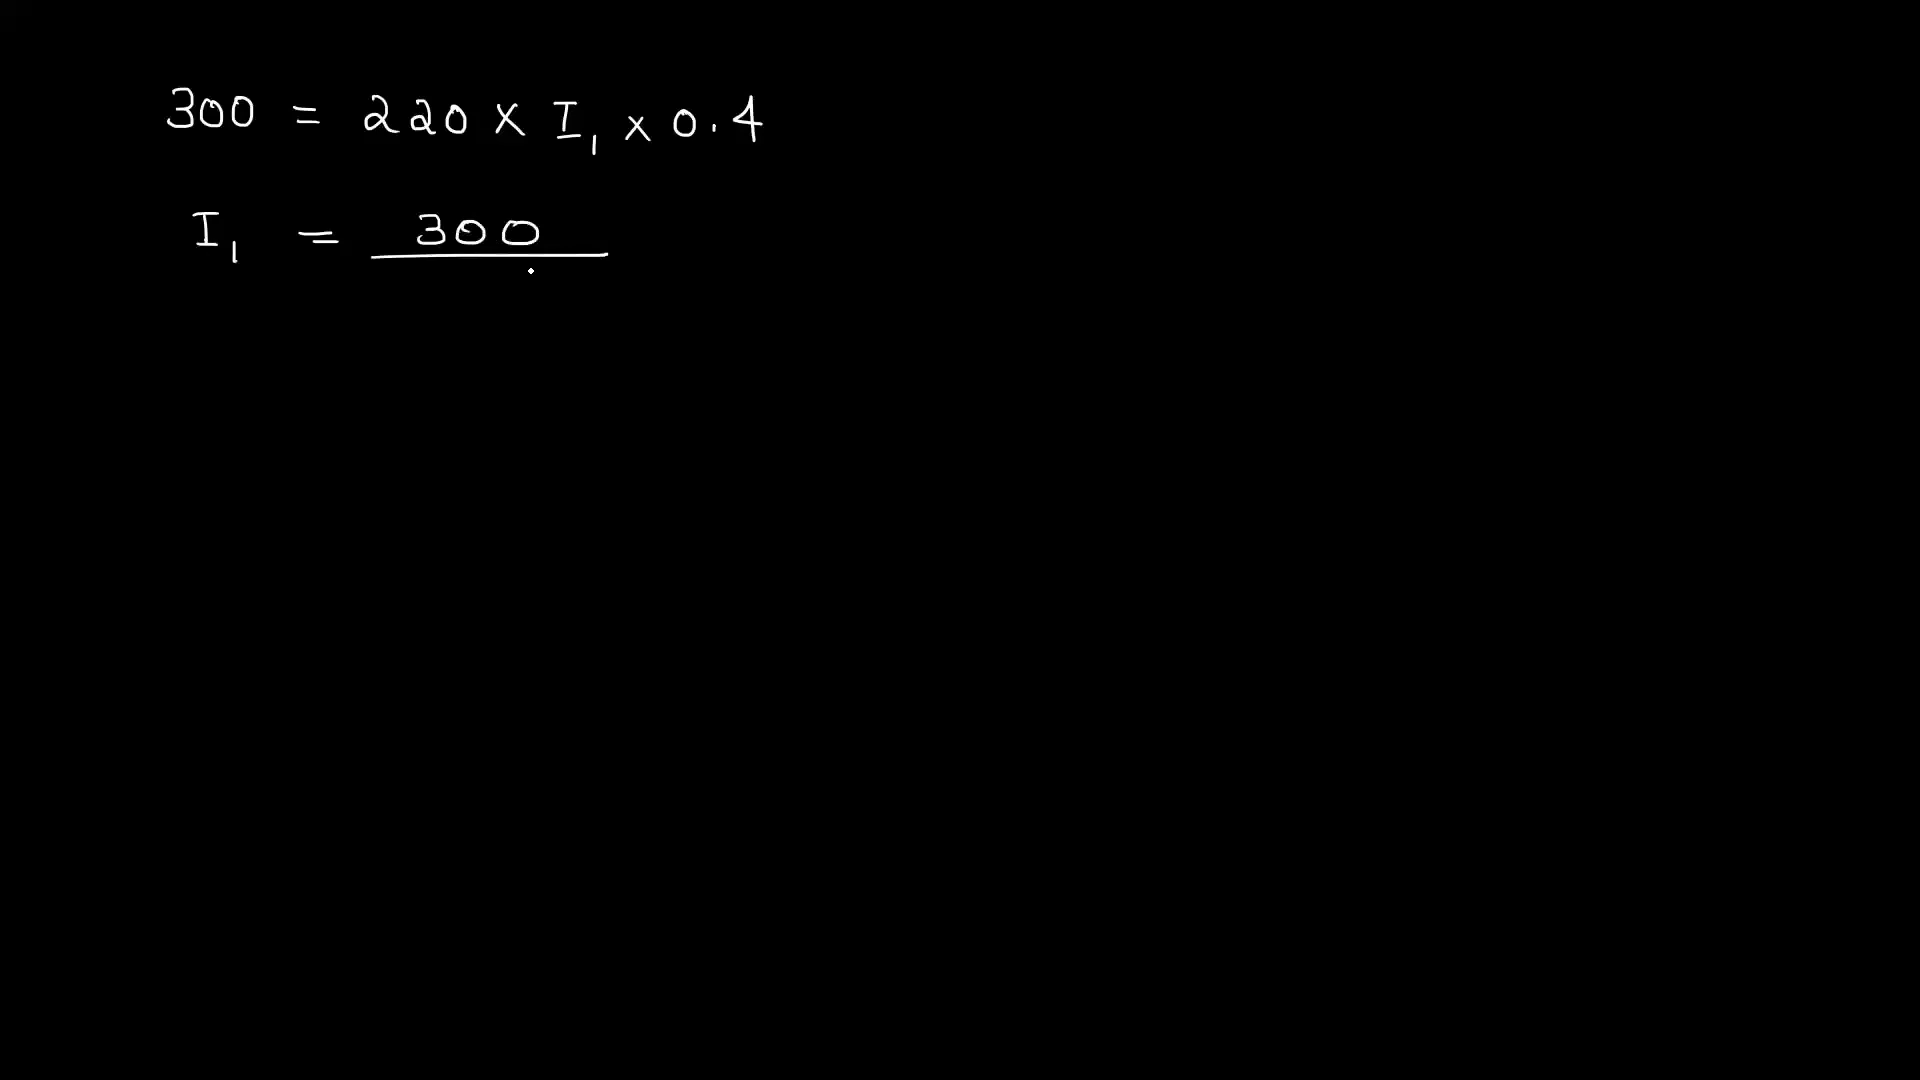 300 = 220 × I₁ × 0.4
I₁ = 300